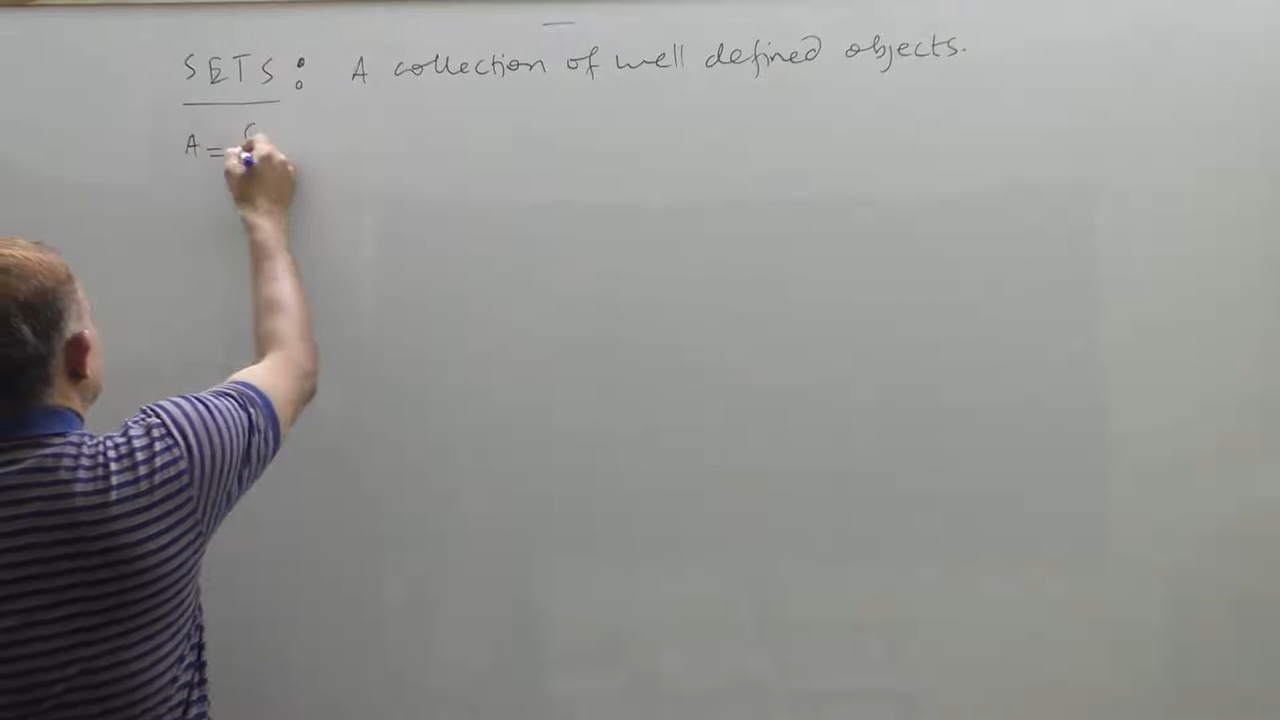 SETS: A collection of well defined objects.
A = {